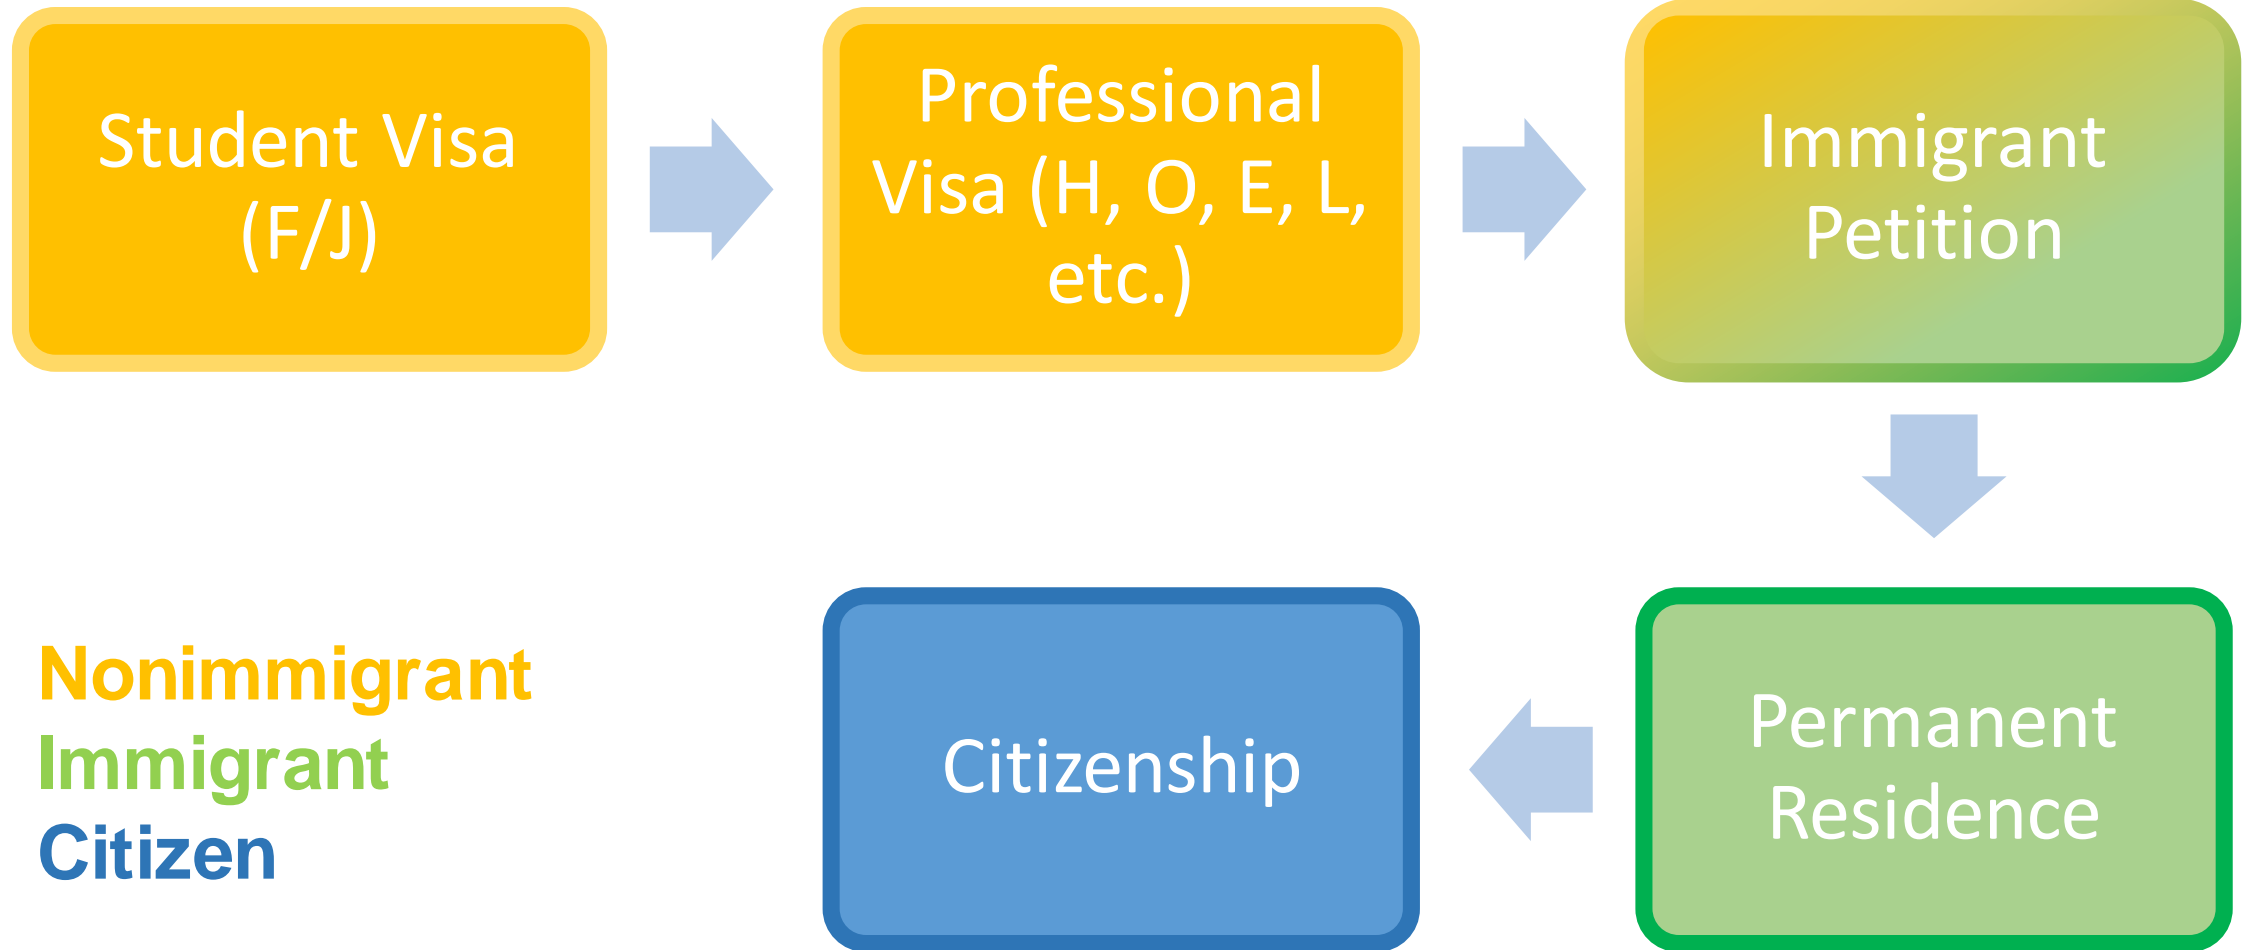 Student Visa
(F/J)
Professional
Visa (H, O, E, L,
etc.)
Immigrant
Petition
Permanent
Residence
Citizenship
Nonimmigrant
Immigrant
Citizen